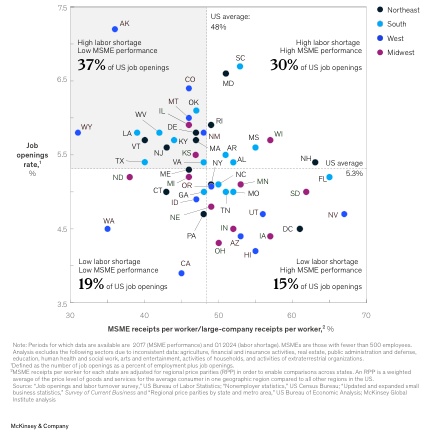 7.5
6.5
5.5
4.5
3.5
30
40
50
60
70
Job
openings
rate,¹
%
MSME receipts per worker/large-company receipts per worker,² %
US average:
48%
US average
5.3%
High labor shortage
Low MSME performance
37% of US job openings
High labor shortage
High MSME performance
30% of US job openings
Low labor shortage
Low MSME performance
19% of US job openings
Low labor shortage
High MSME performance
15% of US job openings
Northeast
South
West
Midwest
AK
SC
MD
CO
MT
OK
IL
WV
RI
WY
LA
DE
NM
WI
VT
KY
MA
NJ
KS
AR
MS
TX
VA
NY
AL
NH
ME
FL
ND
MI
NC
MN
CT
OR
GA
MO
SD
ID
TN
NE
UT
NV
WA
PA
IN
DC
AZ
IA
OH
HI
CA
Note: Periods for which data are available are: 2017 (MSME performance) and Q1 2024 (labor shortage). MSMEs are those with fewer than 500 employees.
Analysis excludes the following sectors due to inconsistent data: agriculture, financial and insurance activities, real estate, public administration and defense,
education, human health and social work, arts and entertainment, activities of households, and activities of extraterritorial organizations.
¹Defined as the number of job openings as a percent of employment plus job openings.
²MSME receipts per worker for each state are adjusted for regional price parities (RPP) in order to enable comparisons across states. An RPP is a weighted
average of the price level of goods and services for the average consumer in one geographic region compared to all other regions in the US.
Source: "Job openings and labor turnover survey," US Bureau of Labor Statistics; "Nonemployer statistics," US Census Bureau; "Updated and expanded small
business statistics," Survey of Current Business and "Regional price parities by state and metro area," US Bureau of Economic Analysis; McKinsey Global
Institute analysis
McKinsey & Company